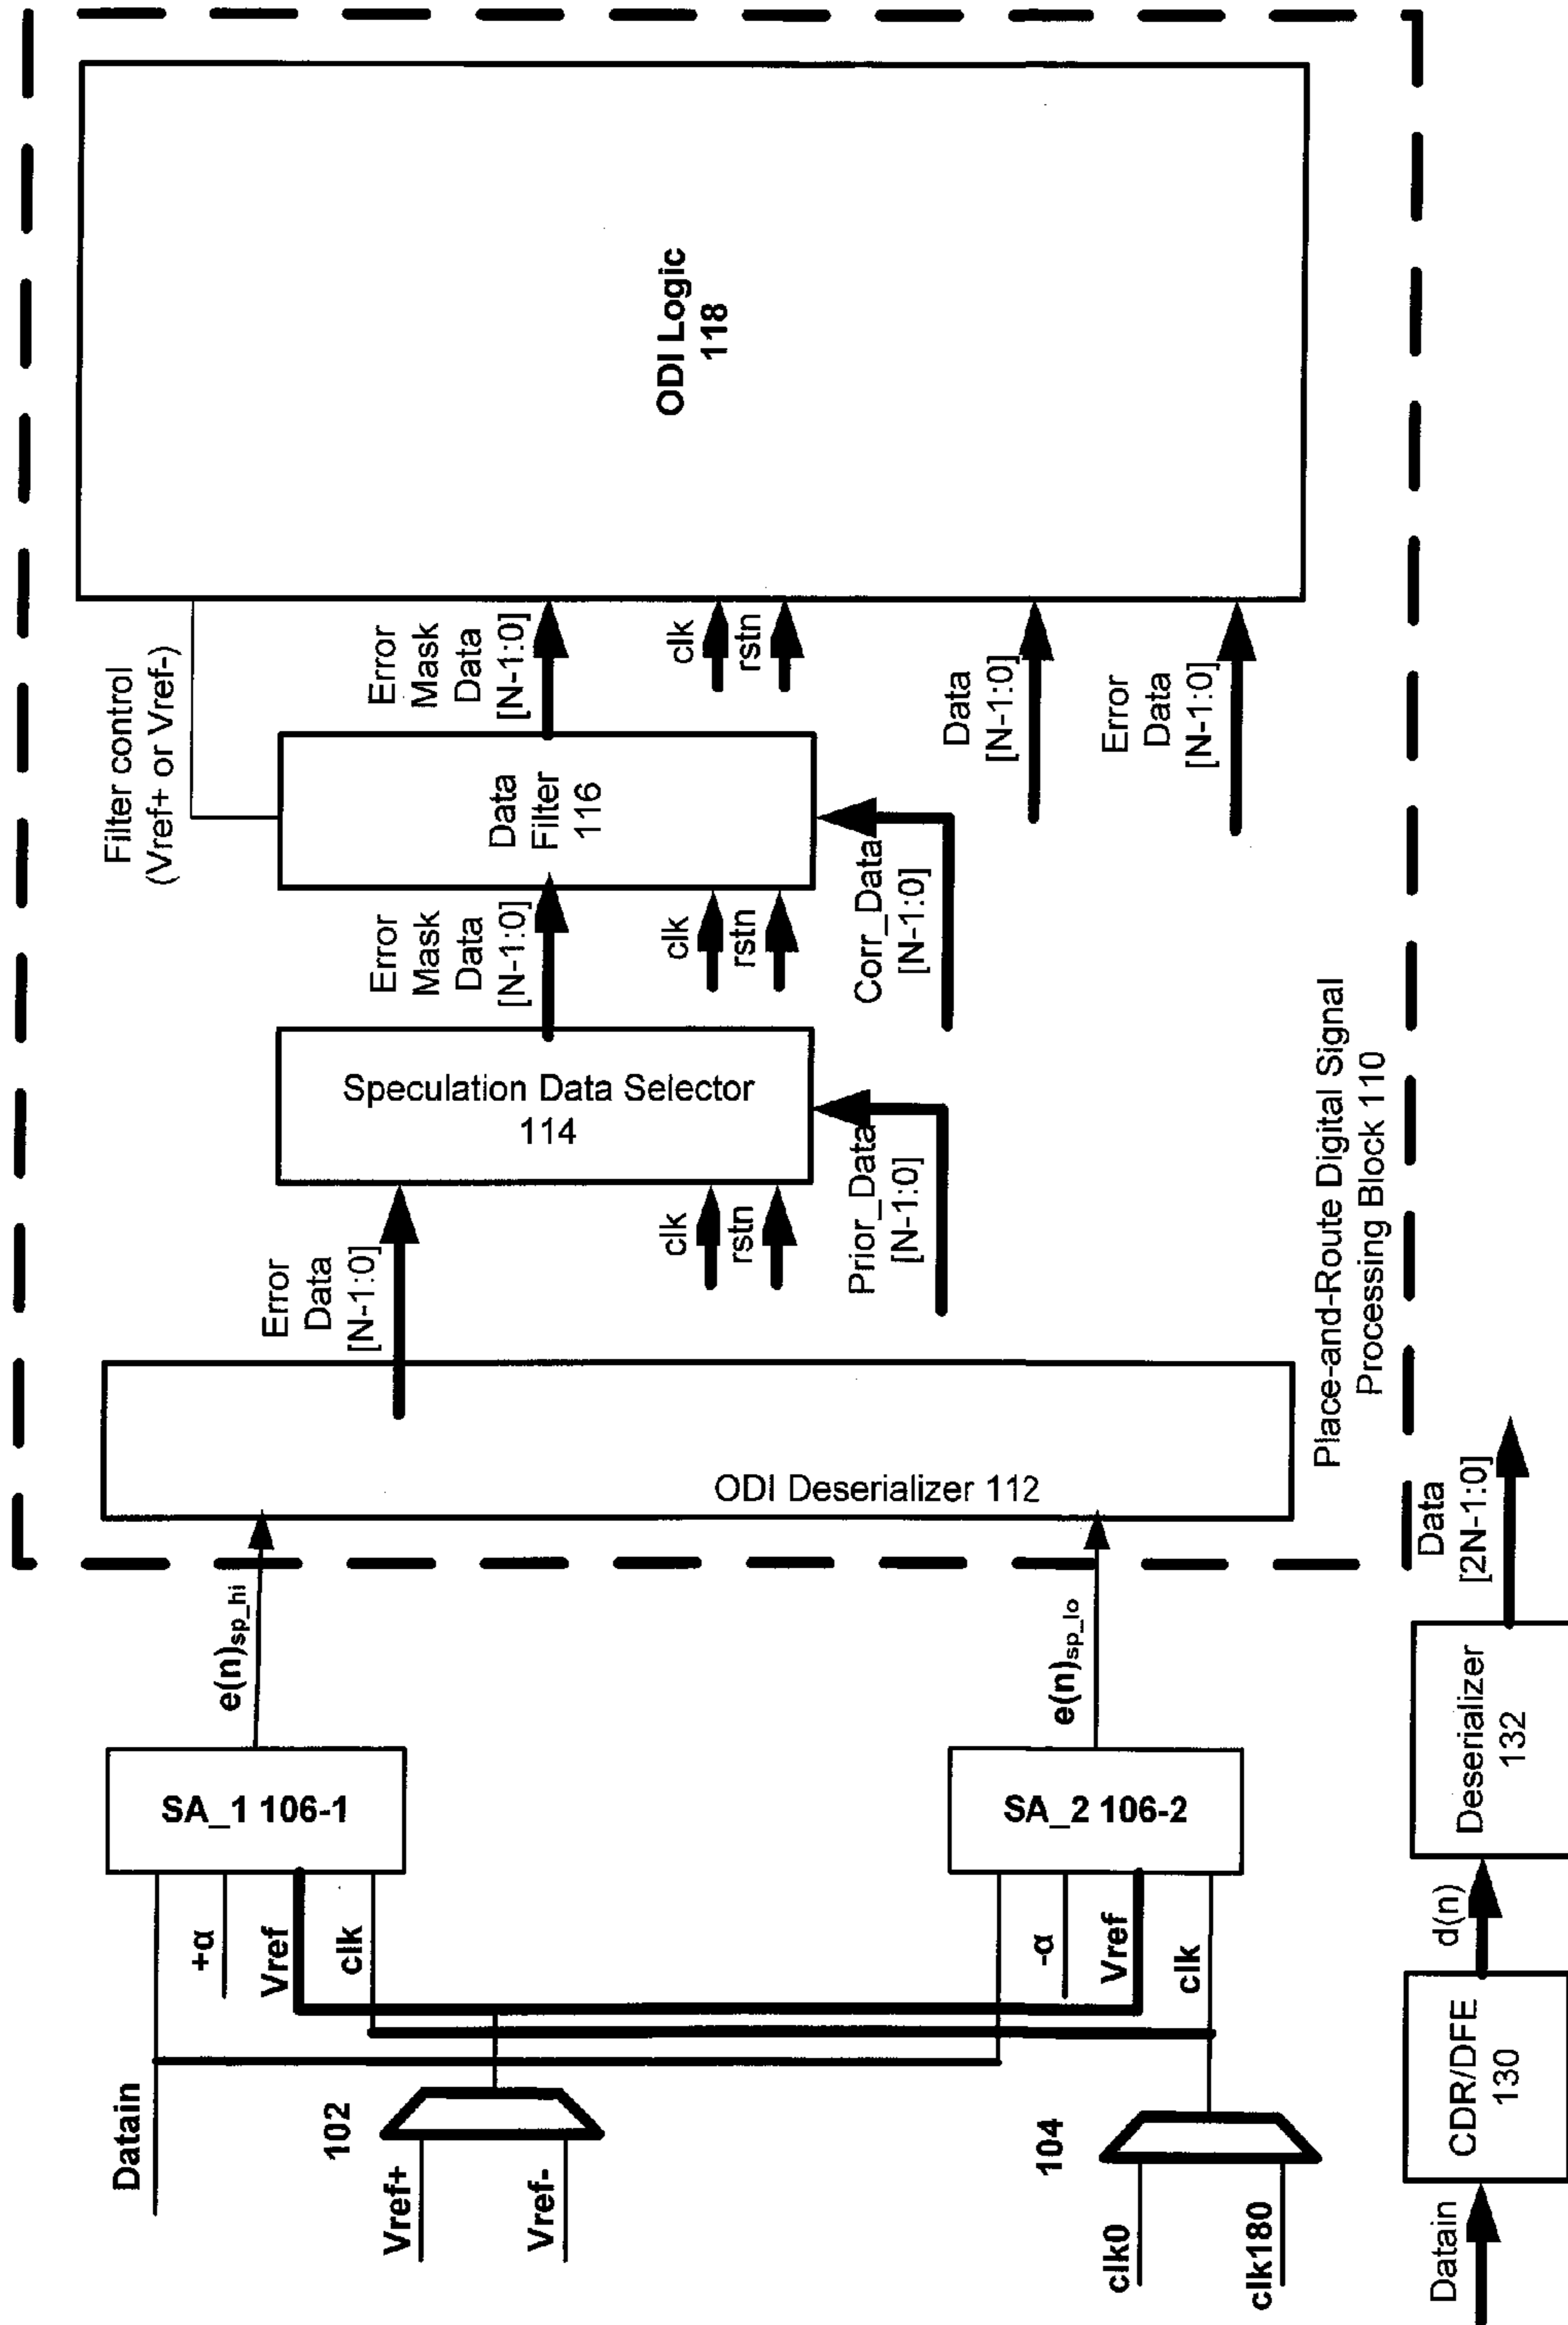 Datain
102
Vref+
Vref-
104
clk0
clk180
+α
Vref
clk
SA_1 106-1
e(n)sp_hi
-α
Vref
clk
SA_2 106-2
e(n)sp_lo
ODI Deserializer 112
Error
Data
[N-1:0]
Speculation Data Selector
114
clk
rstn
Prior_Data
[N-1:0]
Error
Mask
Data
[N-1:0]
Data
Filter
116
clk
rstn
Corr_Data
[N-1:0]
Filter control
(Vref+ or Vref-)
Error
Mask
Data
[N-1:0]
clk
rstn
Data
[N-1:0]
Error
Data
[N-1:0]
ODI Logic
118
Place-and-Route Digital Signal
Processing Block 110
Datain
CDR/DFE
130
d(n)
Deserializer
132
Data
[2N-1:0]